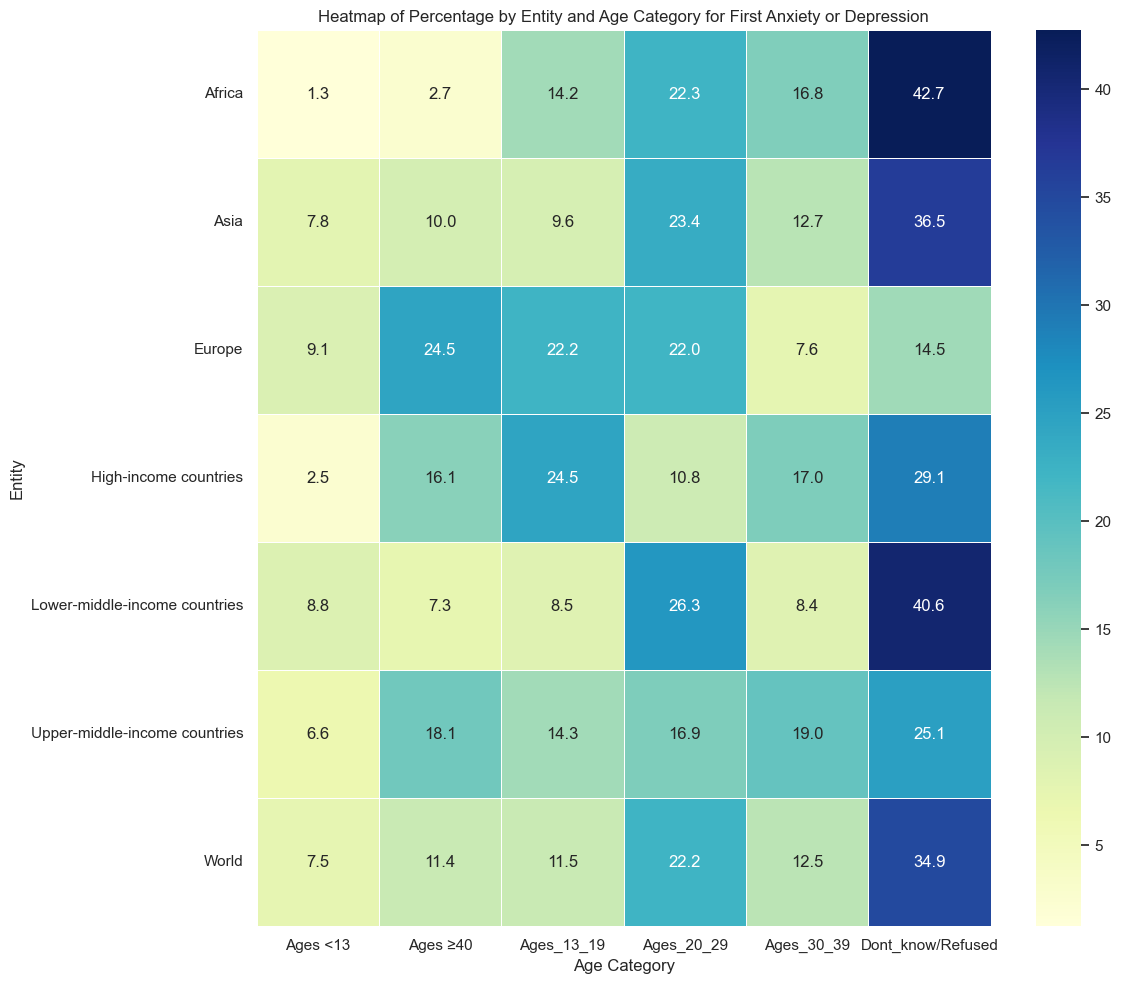 Heatmap of Percentage by Entity and Age Category for First Anxiety or Depression
Entity
Africa 1.3 2.7 14.2 22.3 16.8 42.7
Asia 7.8 10.0 9.6 23.4 12.7 36.5
Europe 9.1 24.5 22.2 22.0 7.6 14.5
High-income countries 2.5 16.1 24.5 10.8 17.0 29.1
Lower-middle-income countries 8.8 7.3 8.5 26.3 8.4 40.6
Upper-middle-income countries 6.6 18.1 14.3 16.9 19.0 25.1
World 7.5 11.4 11.5 22.2 12.5 34.9
Ages <13 Ages ≥40 Ages_13_19 Ages_20_29 Ages_30_39 Dont_know/Refused
Age Category
40
35
30
25
20
15
10
5